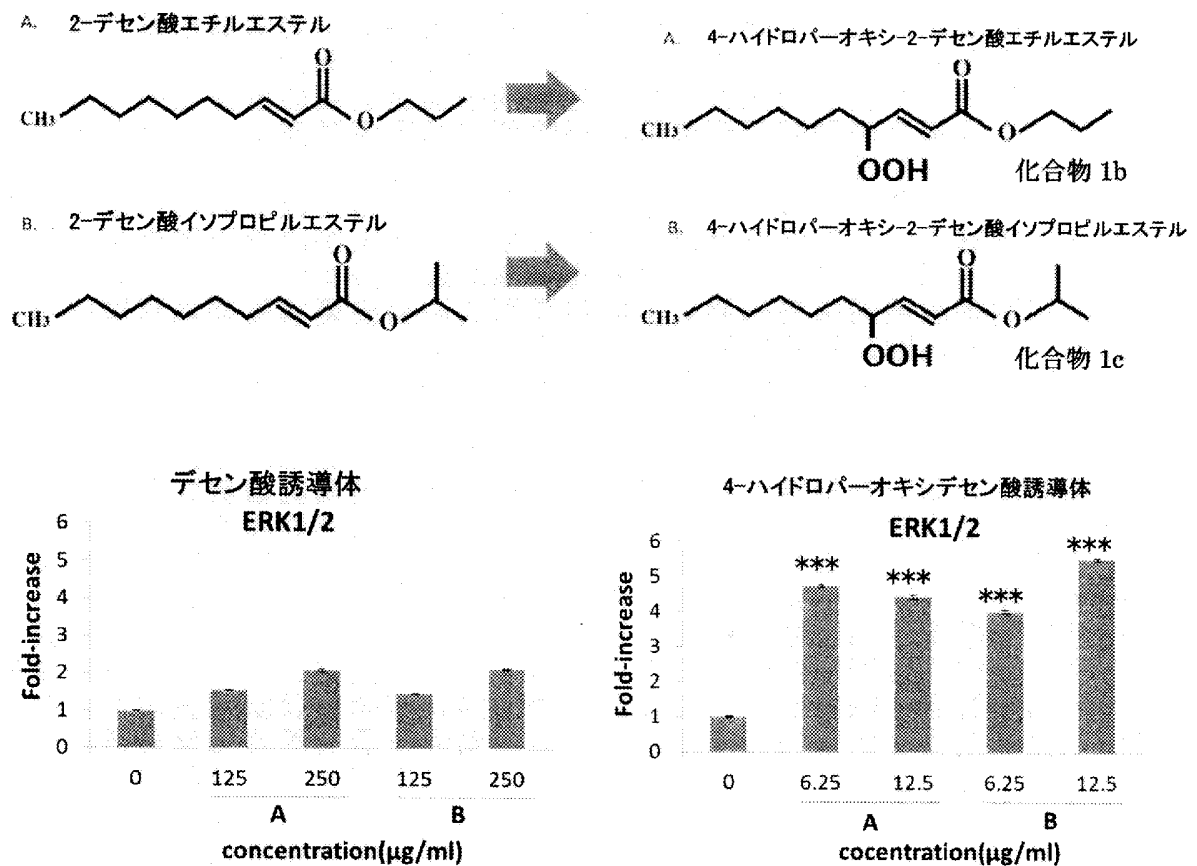 A. 2-デセン酸エチルエステル
O
CH₃
O
A. 4-ハイドロパーオキシ-2-デセン酸エチルエステル
O
CH₃
O
OOH
化合物 1b
B. 2-デセン酸イソプロピルエステル
O
CH₃
O
B. 4-ハイドロパーオキシ-2-デセン酸イソプロピルエステル
O
CH₃
O
OOH
化合物 1c
デセン酸誘導体
ERK1/2
Fold-increase
6
5
4
3
2
1
0
0 125 250 125 250
A B
concentration(μg/ml)
4-ハイドロパーオキシデセン酸誘導体
ERK1/2
Fold-increase
6
5
4
3
2
1
0
*** *** *** ***
0 6.25 12.5 6.25 12.5
A B
cocentration(μg/ml)